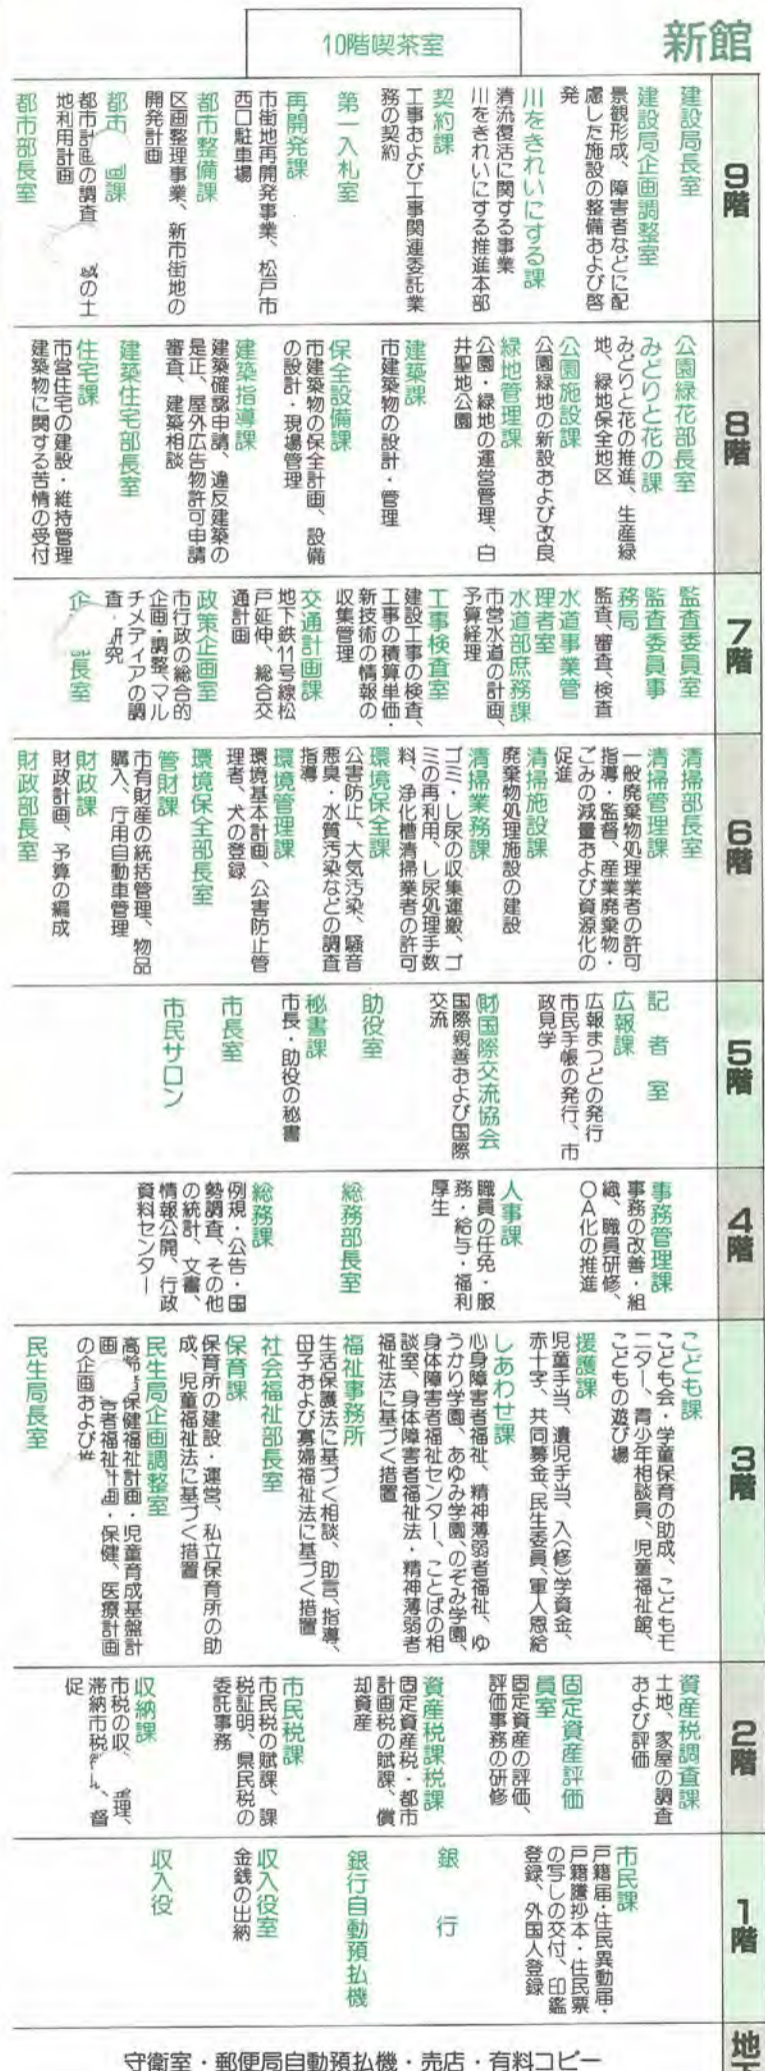 新館
10階喫茶室
9階
建設局長室
建設局企画調整室
景観形成、障害者などに配
慮した施設の整備および啓
発
川をきれいにする課
清流復活に関する事業
川をきれいにする推進本部
契約課
工事および工事関連委託業
務の契約
第一入札室
再開発課
市街地再開発事業、松戸市
西口駐車場
都市整備課
区画整理事業、新市街地の
開発計画
都市 画課
都市計画の調査 域の土
地利用計画
都市部長室
8階
公園緑花部長室
みどりと花の課
みどりと花の推進、生産緑
地、緑地保全地区
公園施設課
公園緑地の新設および改良
緑地管理課
公園・緑地の運営管理、白
井聖地公園
建築課
市建築物の設計・管理
保全設備課
市建築物の保全計画、設備
の設計・現場管理
建築指導課
建築確認申請、違反建築の
是正、屋外広告物許可申請
審査、建築相談
建築住宅部長室
住宅課
市営住宅の建設・維持管理
建築物に関する苦情の受付
7階
監査委員室
監査委員事
務局
監査、審査、検査
水道事業管
理者室
水道部庶務課
市営水道の計画、
予算経理
工事検査室
建設工事の検査、
工事の積算単価・
新技術の情報の
収集管理
交通計画課
地下鉄11号線松
戸延伸、総合交
通計画
政策企画室
市行政の総合的
企画・調整、マル
チメディアの調
査・研究
企 部長室
6階
清掃部長室
清掃管理課
一般廃棄物処理業者の許可
指導・監督、産業廃棄物・
ごみの減量および資源化の
促進
清掃施設課
廃棄物処理施設の建設
清掃業務課
ゴミ・し尿の収集運搬、ゴ
ミの再利用、し尿処理手数
料、浄化槽清掃業者の許可
環境保全課
公害防止、大気汚染、騒音
悪臭・水質汚染などの調査
指導
環境管理課
環境基本計画、公害防止管
理者、犬の登録
環境保全部長室
管財課
市有財産の統括管理、物品
購入、庁用自動車管理
財政課
財政計画、予算の編成
財政部長室
5階
記者室
広報課
広報まつどの発行
市民手帳の発行、市
政見学
㈶国際交流協会
国際親善および国際
交流
助役室
秘書課
市長・助役の秘書
市長室
市民サロン
4階
事務管理課
事務の改善・組
織、職員研修、
OA化の推進
人事課
職員の任免・服
務・給与・福利
厚生
総務部長室
総務課
例規・公告・国
勢調査、その他
の統計、文書、
情報公開、行政
資料センター
3階
こども課
こども会・学童保育の助成、こどもモ
ニター、青少年相談員、児童福祉館、
こどもの遊び場
援護課
児童手当、遺児手当、入(修)学資金、
赤十字、共同募金、民生委員、軍人恩給
しあわせ課
心身障害者福祉、精神薄弱者福祉、ゆ
うかり学園、あゆみ学園、のぞみ学園、
身体障害者福祉センター、ことばの相
談室、身体障害者福祉法・精神薄弱者
福祉法に基づく措置
福祉事務所
生活保護法に基づく相談、助言、指導、
母子および寡婦福祉法に基づく措置
社会福祉部長室
保育課
保育所の建設・運営、私立保育所の助
成、児童福祉法に基づく措置
民生局企画調整室
高齢者保健福祉計画・児童育成基盤計
画 害者福祉計画・保健、医療計画
の企画および推
民生局長室
2階
資産税調査課
土地、家屋の調査
および評価
固定資産評価
員室
固定資産の評価、
評価事務の研修
資産税課税課
固定資産税・都市
計画税の賦課、償
却資産
市民税課
市民税の賦課、課
税証明、県民税の
委託事務
収納課
市税の収 整理、
滞納市税 督
促
1階
市民課
戸籍届・住民異動届・
戸籍謄抄本・住民票
の写しの交付、印鑑
登録、外国人登録
銀行
銀行自動預払機
収入役室
金銭の出納
収入役
地下
守衛室・郵便局自動預払機・売店・有料コピー